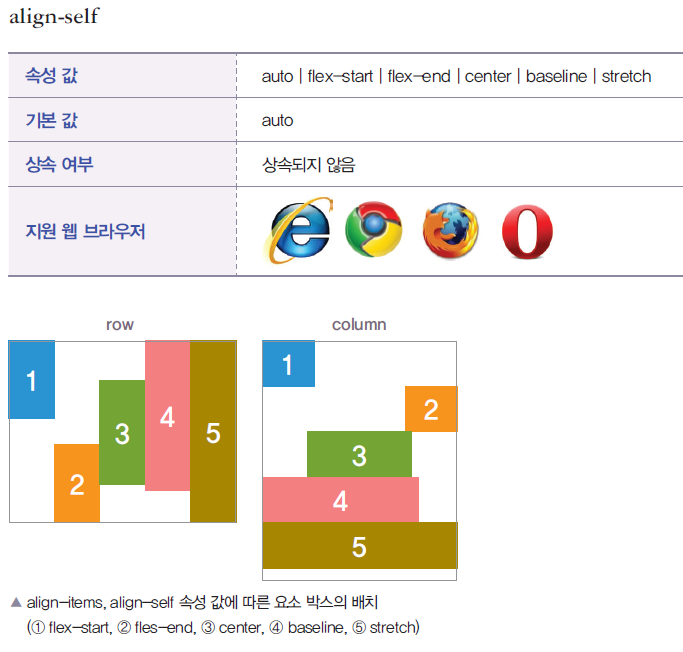 align-self
속성 값 auto | flex-start | flex-end | center | baseline | stretch
기본 값 auto
상속 여부 상속되지 않음
지원 웹 브라우저
row column
1 2 3 4 5
1
2
3
4
5
▲ align-items, align-self 속성 값에 따른 요소 박스의 배치
(① flex-start, ② fles-end, ③ center, ④ baseline, ⑤ stretch)